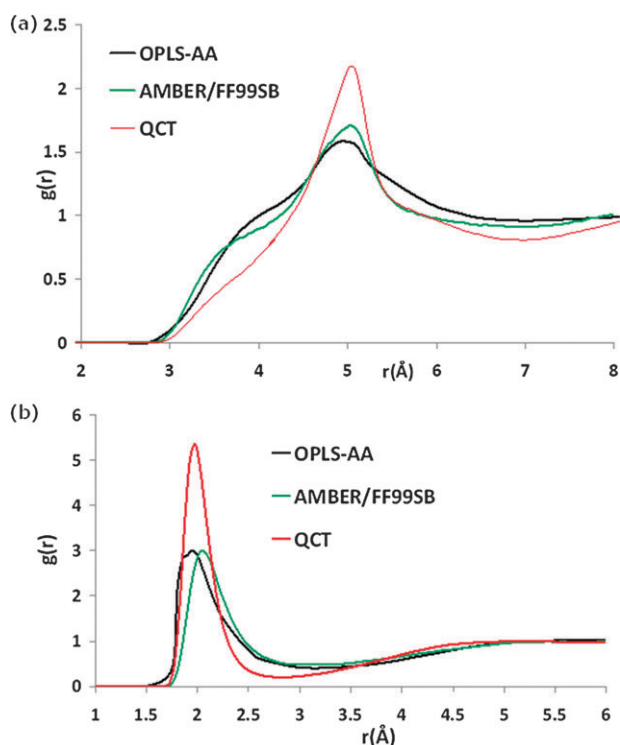 (a)
2.5
2
1.5
1
0.5
0
g(r)
OPLS-AA
AMBER/FF99SB
QCT
2 3 4 5 6 7 8
r(Å)
(b)
6
5
4
3
2
1
0
g(r)
OPLS-AA
AMBER/FF99SB
QCT
1 1.5 2 2.5 3 3.5 4 4.5 5 5.5 6
r(Å)